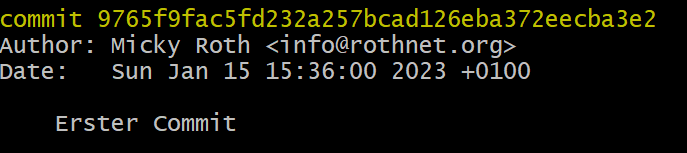 commit 9765f9fac5fd232a257bcad126eba372eecba3e2
Author: Micky Roth <info@rothnet.org>
Date:   Sun Jan 15 15:36:00 2023 +0100
Erster Commit